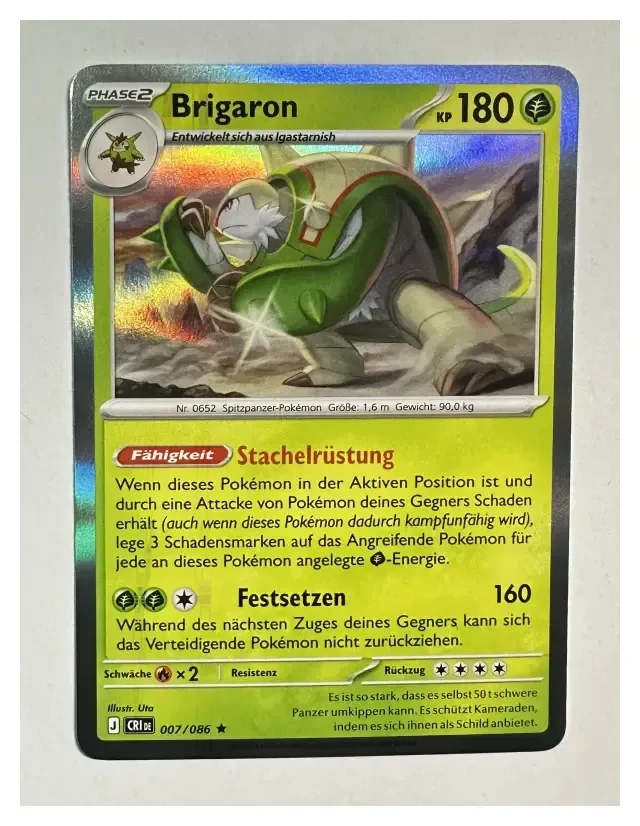 PHASE2
Brigaron
KP 180
Entwickelt sich aus Igastarnish
Nr. 0652 Spitzpanzer-Pokémon Größe: 1,6 m Gewicht: 90,0 kg
Fähigkeit Stachelrüstung
Wenn dieses Pokémon in der Aktiven Position ist und
durch eine Attacke von Pokémon deines Gegners Schaden
erhält (auch wenn dieses Pokémon dadurch kampfunfähig wird),
lege 3 Schadensmarken auf das Angreifende Pokémon für
jede an dieses Pokémon angelegte -Energie.
Festsetzen 160
Während des nächsten Zuges deines Gegners kann sich
das Verteidigende Pokémon nicht zurückziehen.
Schwäche ×2 Resistenz Rückzug
Es ist so stark, dass es selbst 50 t schwere
Panzer umkippen kann. Es schützt Kameraden,
indem es sich ihnen als Schild anbietet.
Illustr. Uta
J CRI DE 007/086 ★